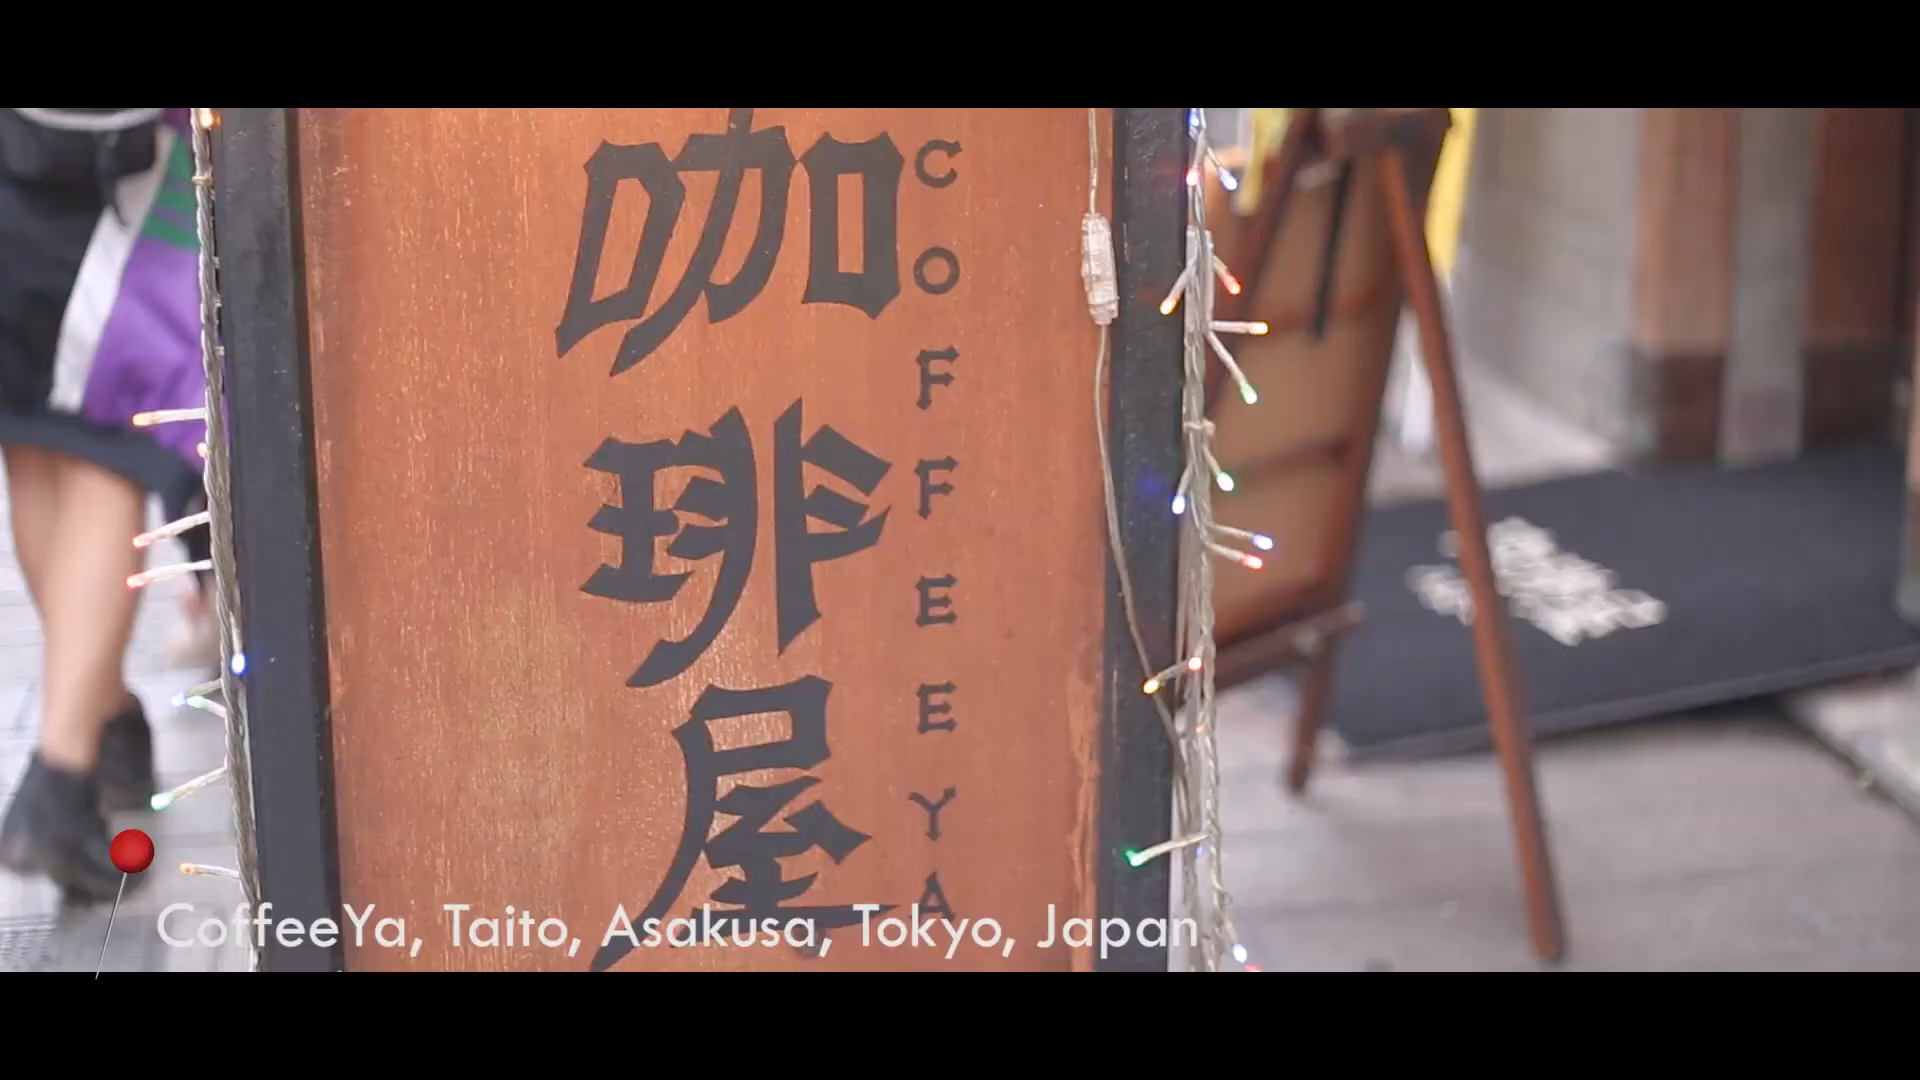 咖琲屋
COFFEEYA
CoffeeYa, Taito, Asakusa, Tokyo, Japan